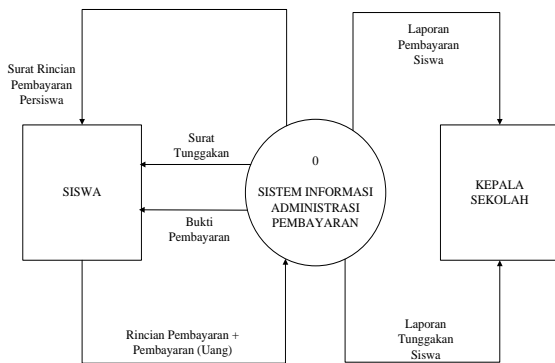 Laporan
Pembayaran
Siswa
Surat Rincian
Pembayaran
Persiswa
Surat
Tunggakan
SISWA
Bukti
Pembayaran
0
SISTEM INFORMASI
ADMINISTRASI
PEMBAYARAN
KEPALA
SEKOLAH
Rincian Pembayaran +
Pembayaran (Uang)
Laporan
Tunggakan
Siswa